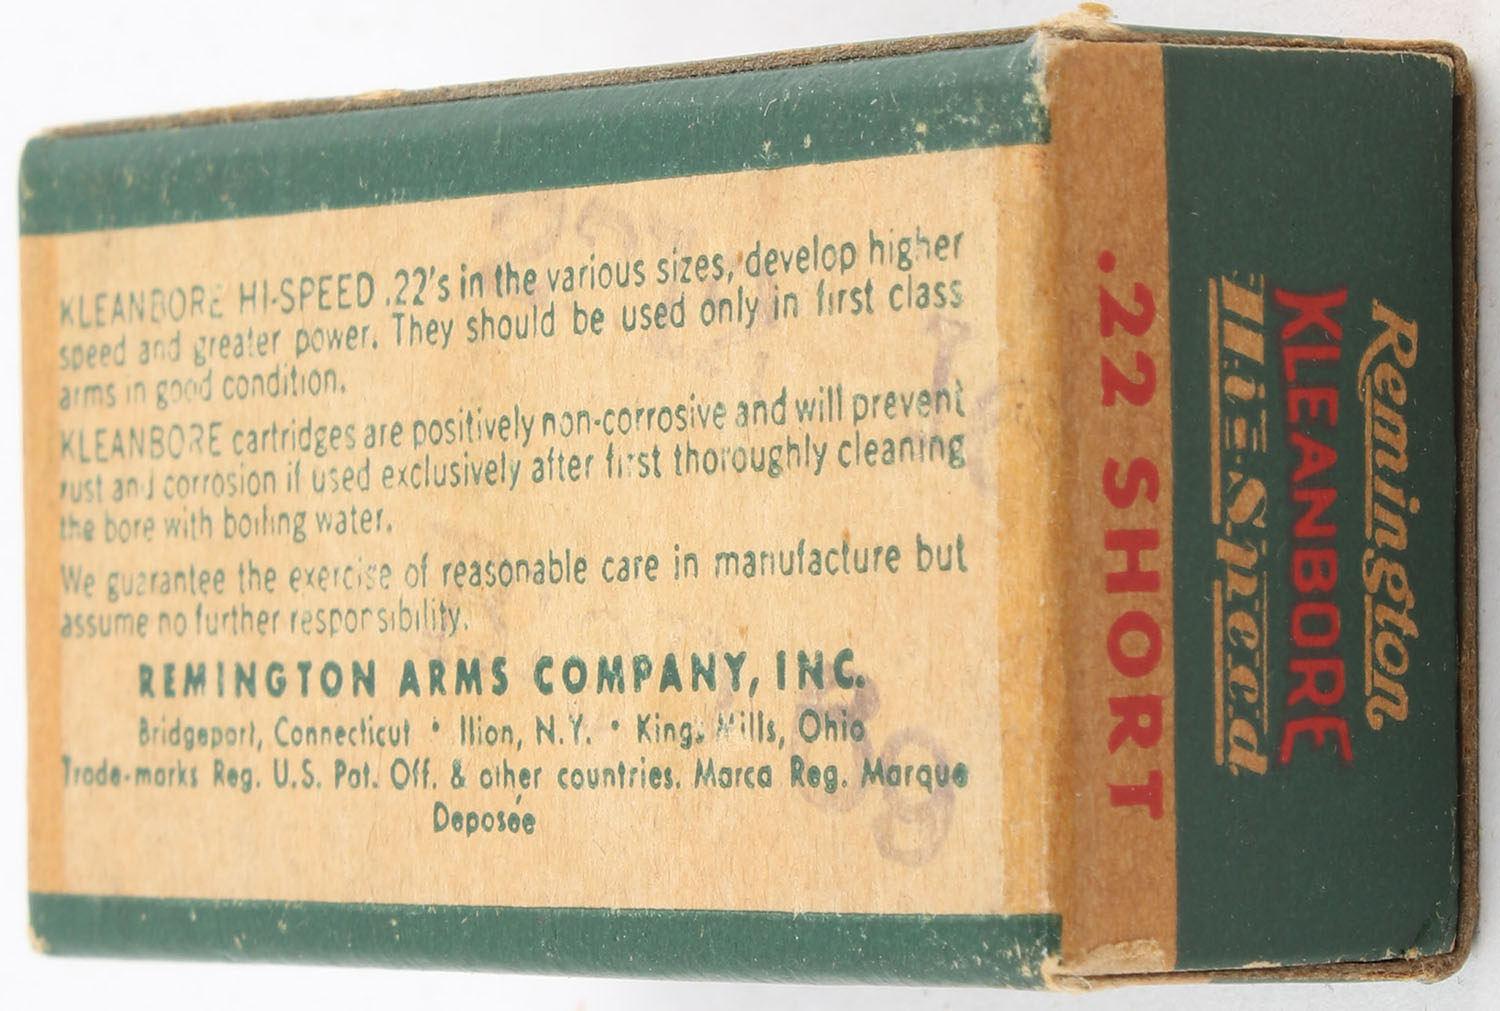 KLEANBORE HI-SPEED .22's in the various sizes, develop higher
speed and greater power. They should be used only in first class
arms in good condition.
KLEANBORE cartridges are positively non-corrosive and will prevent
rust and corrosion if used exclusively after first thoroughly cleaning
the bore with boiling water.
We guarantee the exercise of reasonable care in manufacture but
assume no further responsibility.
REMINGTON ARMS COMPANY, INC.
Bridgeport, Connecticut • Ilion, N.Y. • Kings Mills, Ohio
Trade-marks Reg. U.S. Pat. Off. & other countries. Marca Reg. Marque
Deposée
Remington
KLEANBORE
Hi-Speed
.22 SHORT